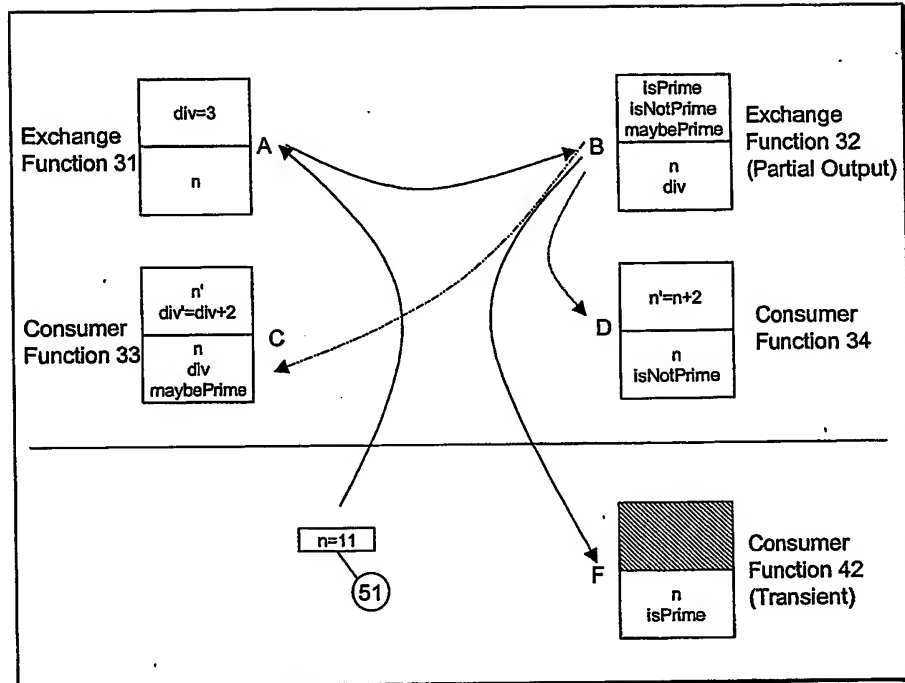 Exchange
Function 31
div=3
n
A
B
isPrime
isNotPrime
maybePrime
n
div
Exchange
Function 32
(Partial Output)
Consumer
Function 33
n'
div'=div+2
n
div
maybePrime
C
D
n'=n+2
n
isNotPrime
Consumer
Function 34
n=11
51
F
n
isPrime
Consumer
Function 42
(Transient)